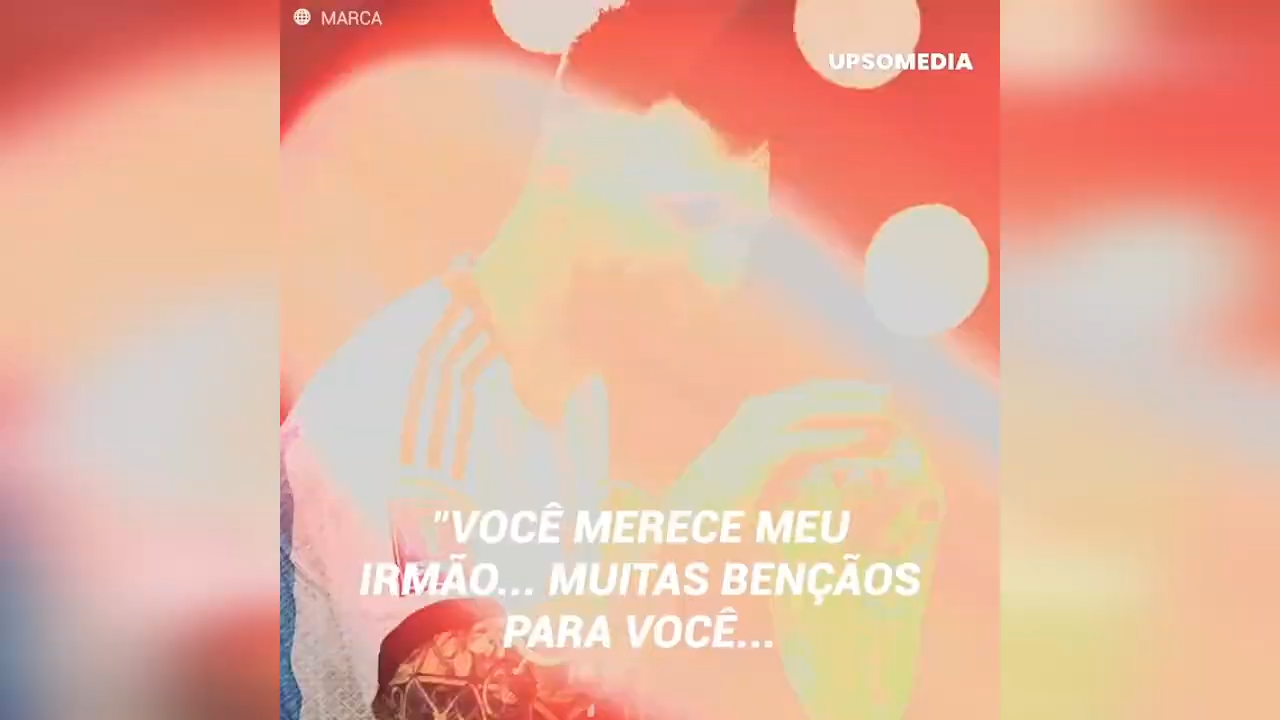 MARCA
UPSOMEDIA
"VOCÊ MERECE MEU
IRMÃO... MUITAS BENÇÃOS
PARA VOCÊ...